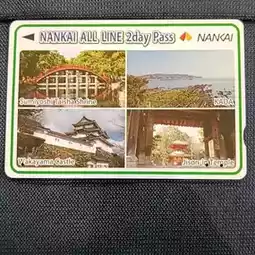 NANKAI ALL LINE 2day Pass NANKAI
Sumiyoshi Taisha Shrine
KADA
Wakayama Castle
Jison-in Temple